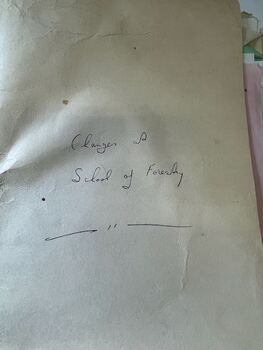 Changes
School of Forestry
— " —